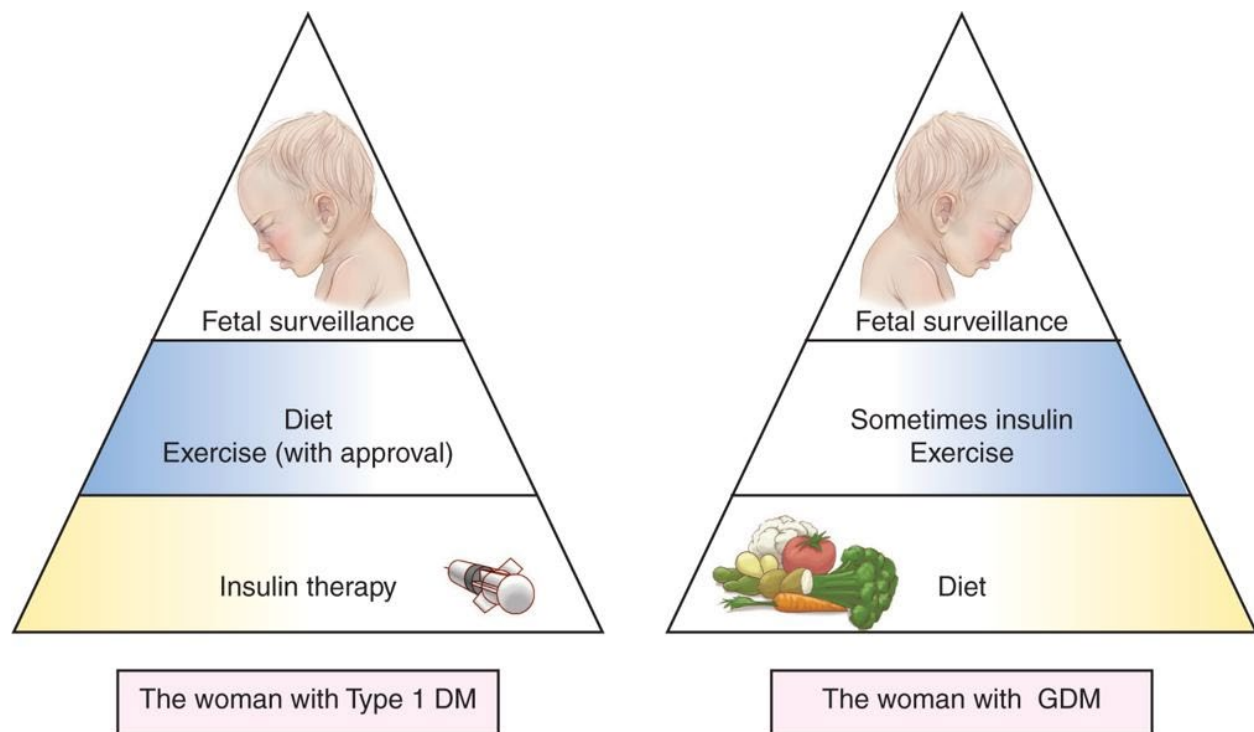 Fetal surveillance
Diet
Exercise (with approval)
Insulin therapy
The woman with Type 1 DM
Fetal surveillance
Sometimes insulin
Exercise
Diet
The woman with GDM